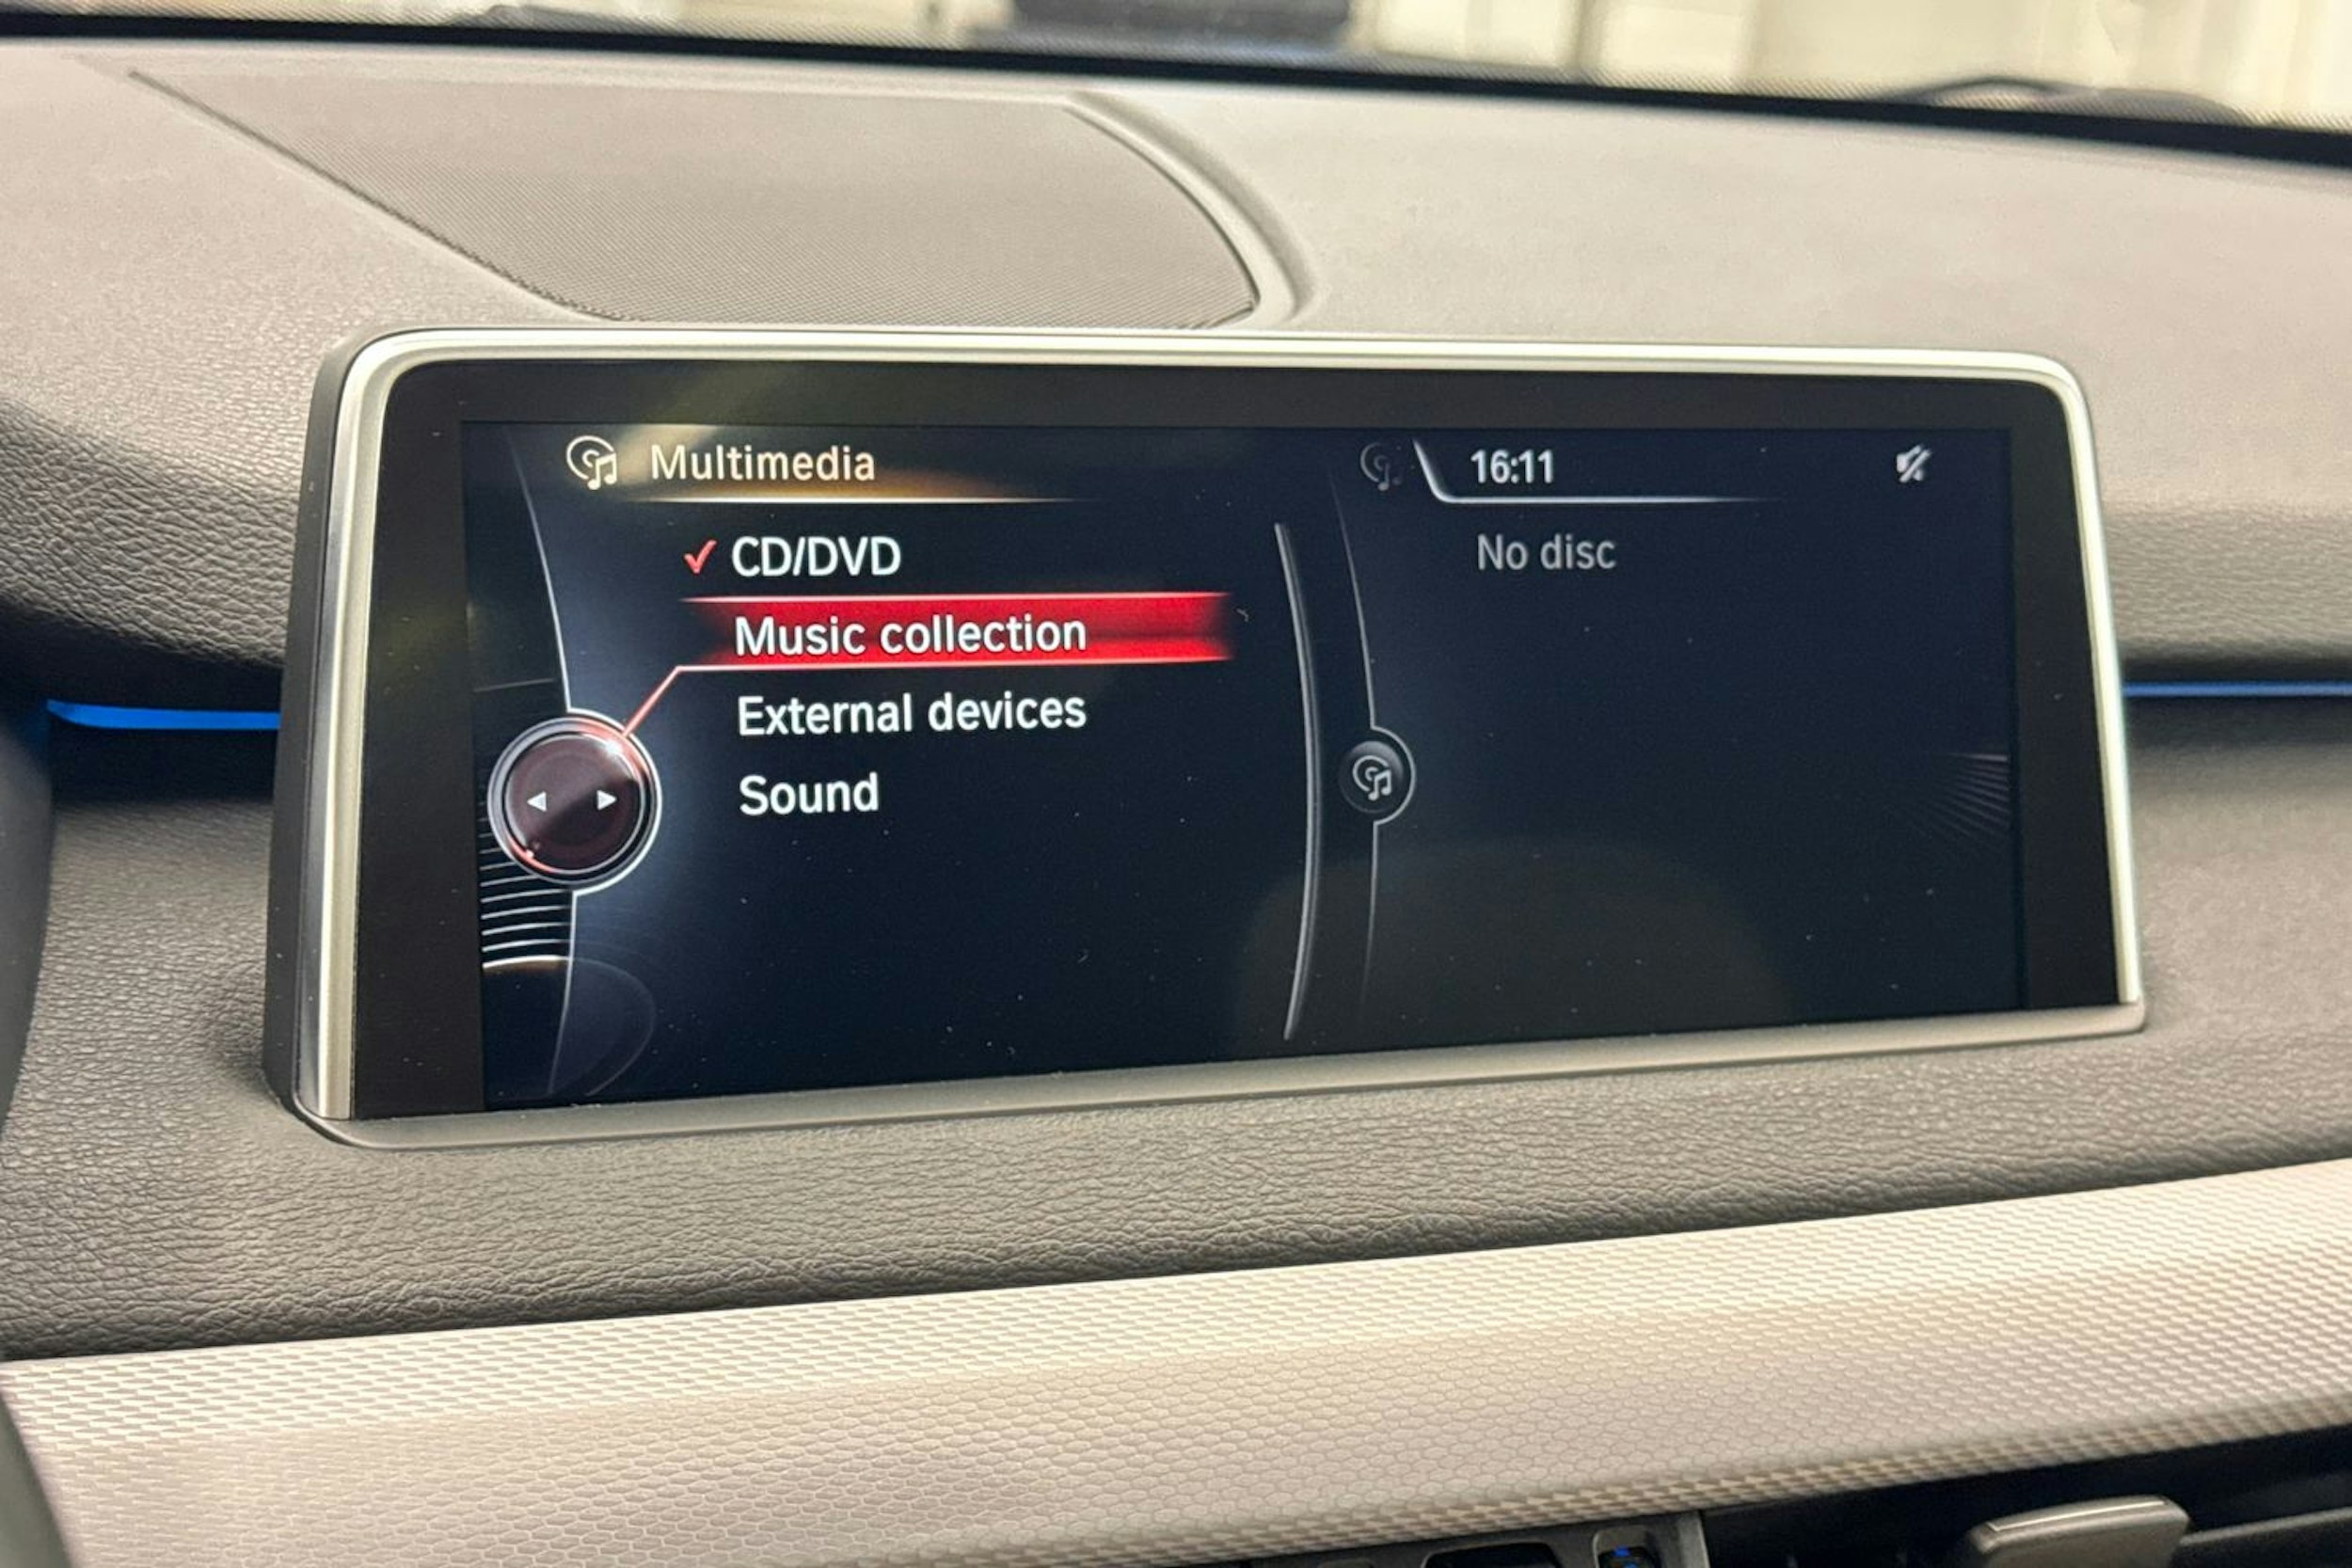 Multimedia
16:11
CD/DVD
No disc
Music collection
External devices
Sound